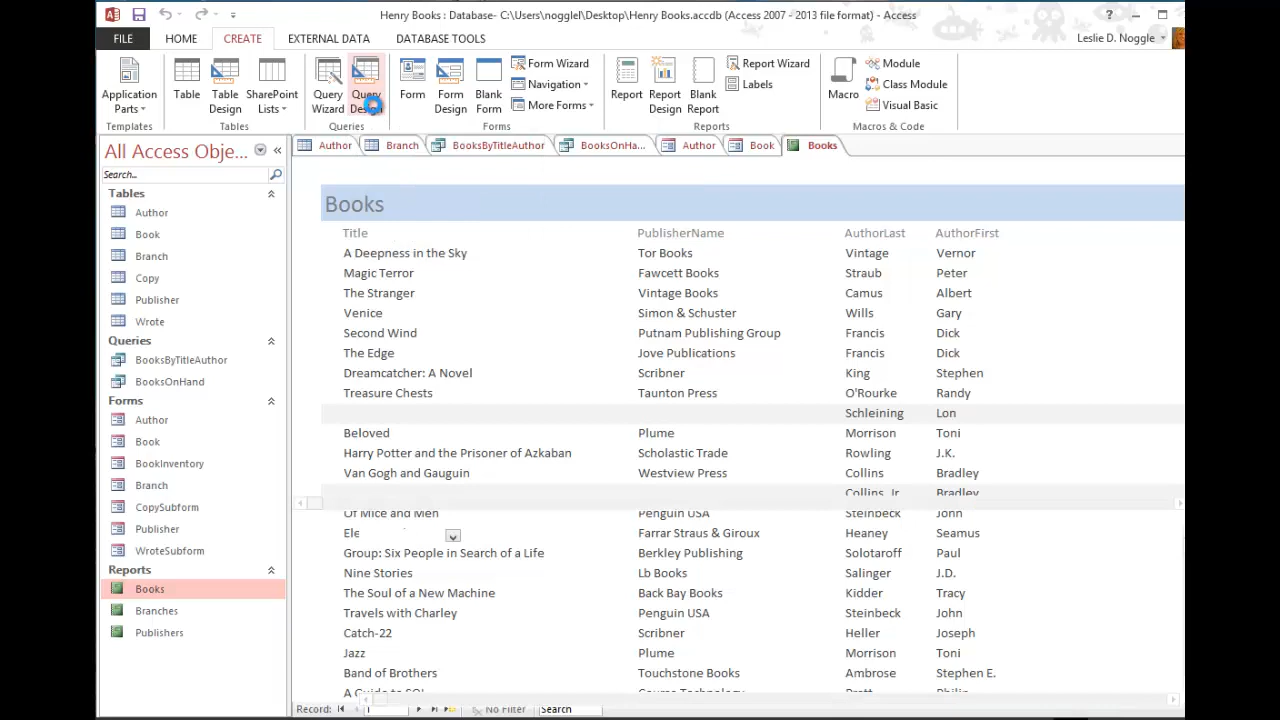 Henry Books : Database- C:\Users\nogglel\Desktop\Henry Books.accdb (Access 2007 - 2013 file format) - Access
FILE HOME CREATE EXTERNAL DATA DATABASE TOOLS Leslie D. Noggle
Application Parts Table Table Design SharePoint Lists Query Wizard Query Design Form Form Design Blank Form Form Wizard Navigation More Forms Report Report Design Blank Report Report Wizard Labels Macro Module Class Module Visual Basic
Templates Tables Queries Forms Reports Macros & Code
All Access Obje...
Search...
Tables
Author
Book
Branch
Copy
Publisher
Wrote
Queries
BooksByTitleAuthor
BooksOnHand
Forms
Author
Book
BookInventory
Branch
CopySubform
Publisher
WroteSubform
Reports
Books
Branches
Publishers
Author Branch BooksByTitleAuthor BooksOnHa... Author Book Books
Books
Title PublisherName AuthorLast AuthorFirst
A Deepness in the Sky Tor Books Vintage Vernor
Magic Terror Fawcett Books Straub Peter
The Stranger Vintage Books Camus Albert
Venice Simon & Schuster Wills Gary
Second Wind Putnam Publishing Group Francis Dick
The Edge Jove Publications Francis Dick
Dreamcatcher: A Novel Scribner King Stephen
Treasure Chests Taunton Press O'Rourke Randy
Schleining Lon
Beloved Plume Morrison Toni
Harry Potter and the Prisoner of Azkaban Scholastic Trade Rowling J.K.
Van Gogh and Gauguin Westview Press Collins Bradley
Collins, Jr. Bradley
Of Mice and Men Penguin USA Steinbeck John
Ele Farrar Straus & Giroux Heaney Seamus
Group: Six People in Search of a Life Berkley Publishing Solotaroff Paul
Nine Stories Lb Books Salinger J.D.
The Soul of a New Machine Back Bay Books Kidder Tracy
Travels with Charley Penguin USA Steinbeck John
Catch-22 Scribner Heller Joseph
Jazz Plume Morrison Toni
Band of Brothers Touchstone Books Ambrose Stephen E.
A Guide to SQL Course Technology Pratt Philip
Record: No Filter Search